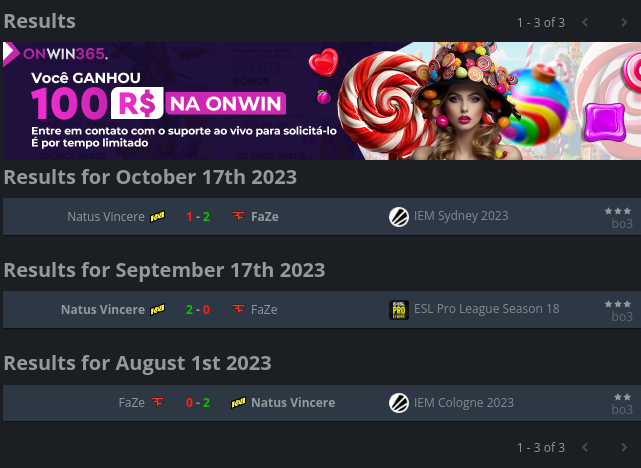 Results
1 - 3 of 3
ONWIN365.
Você GANHOU
100 R$ NA ONWIN
Entre em contato com o suporte ao vivo para solicitá-lo
É por tempo limitado
Results for October 17th 2023
Natus Vincere 1 - 2 FaZe IEM Sydney 2023
bo3
Results for September 17th 2023
Natus Vincere 2 - 0 FaZe ESL Pro League Season 18
bo3
Results for August 1st 2023
FaZe 0 - 2 Natus Vincere IEM Cologne 2023
bo3
1 - 3 of 3